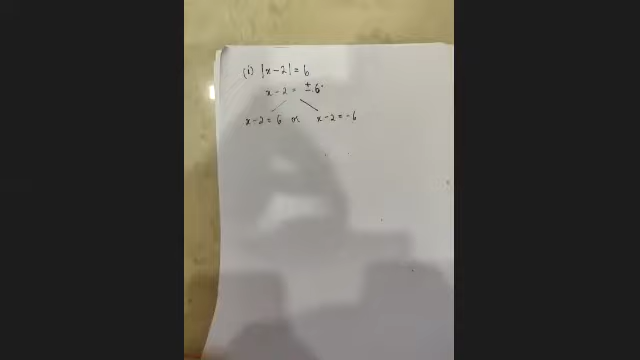 (i) |x-2| = 6
x-2 = ±6
x-2 = 6 or x-2 = -6